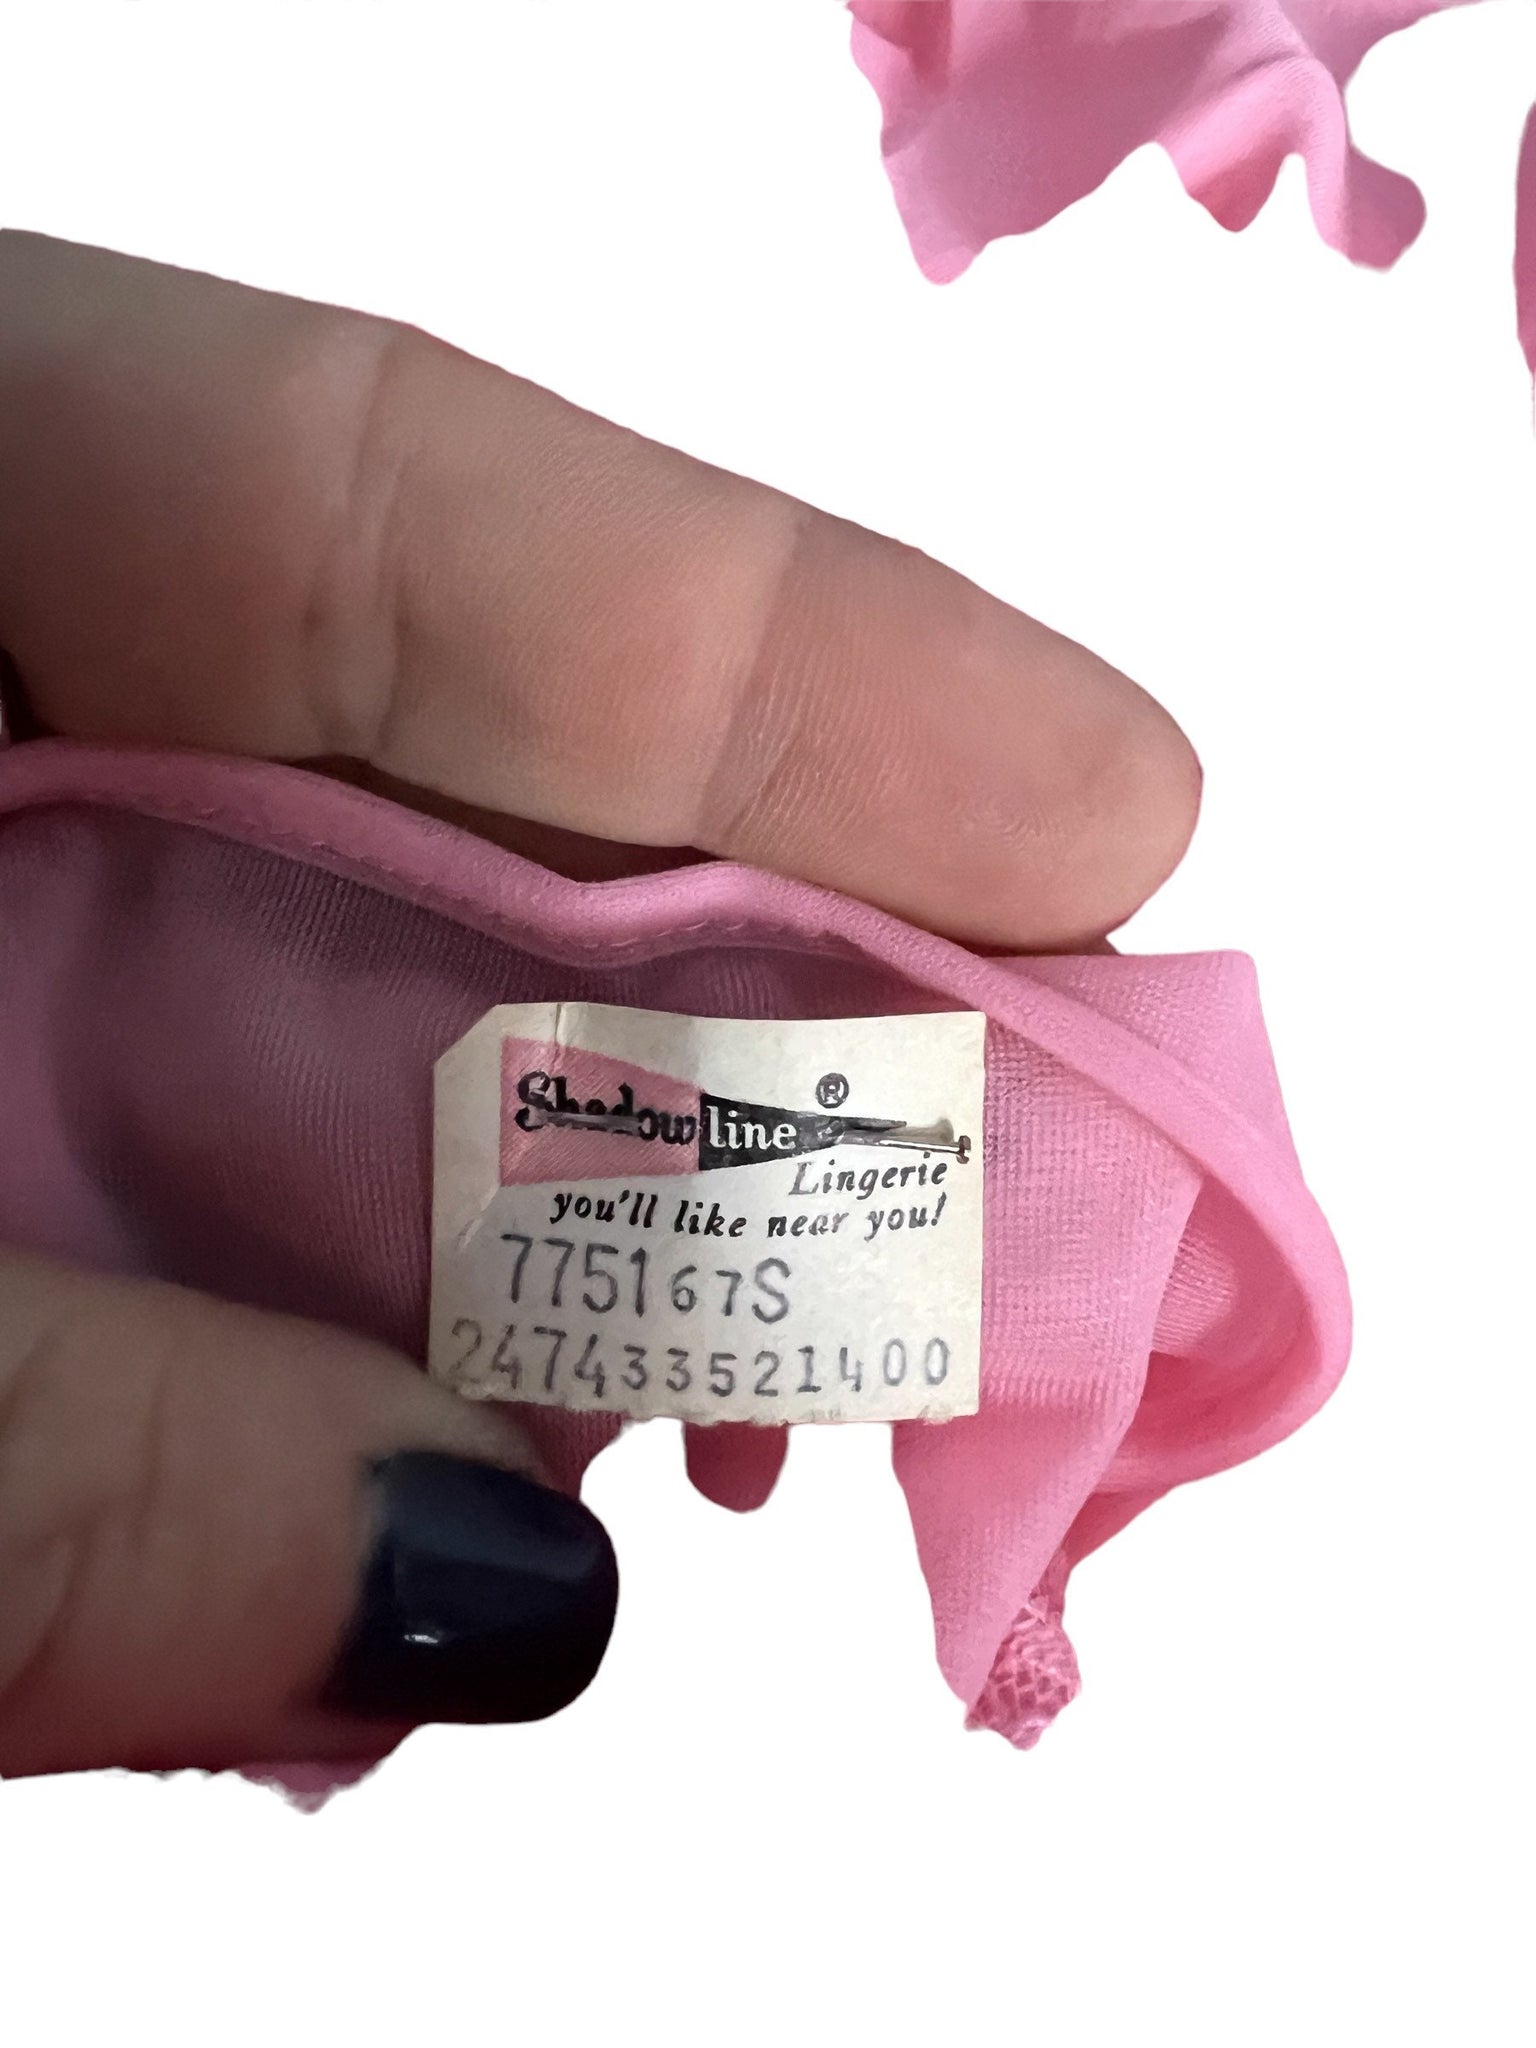 Shadowline ®
Lingerie
you'll like near you!
775167S
247433521400